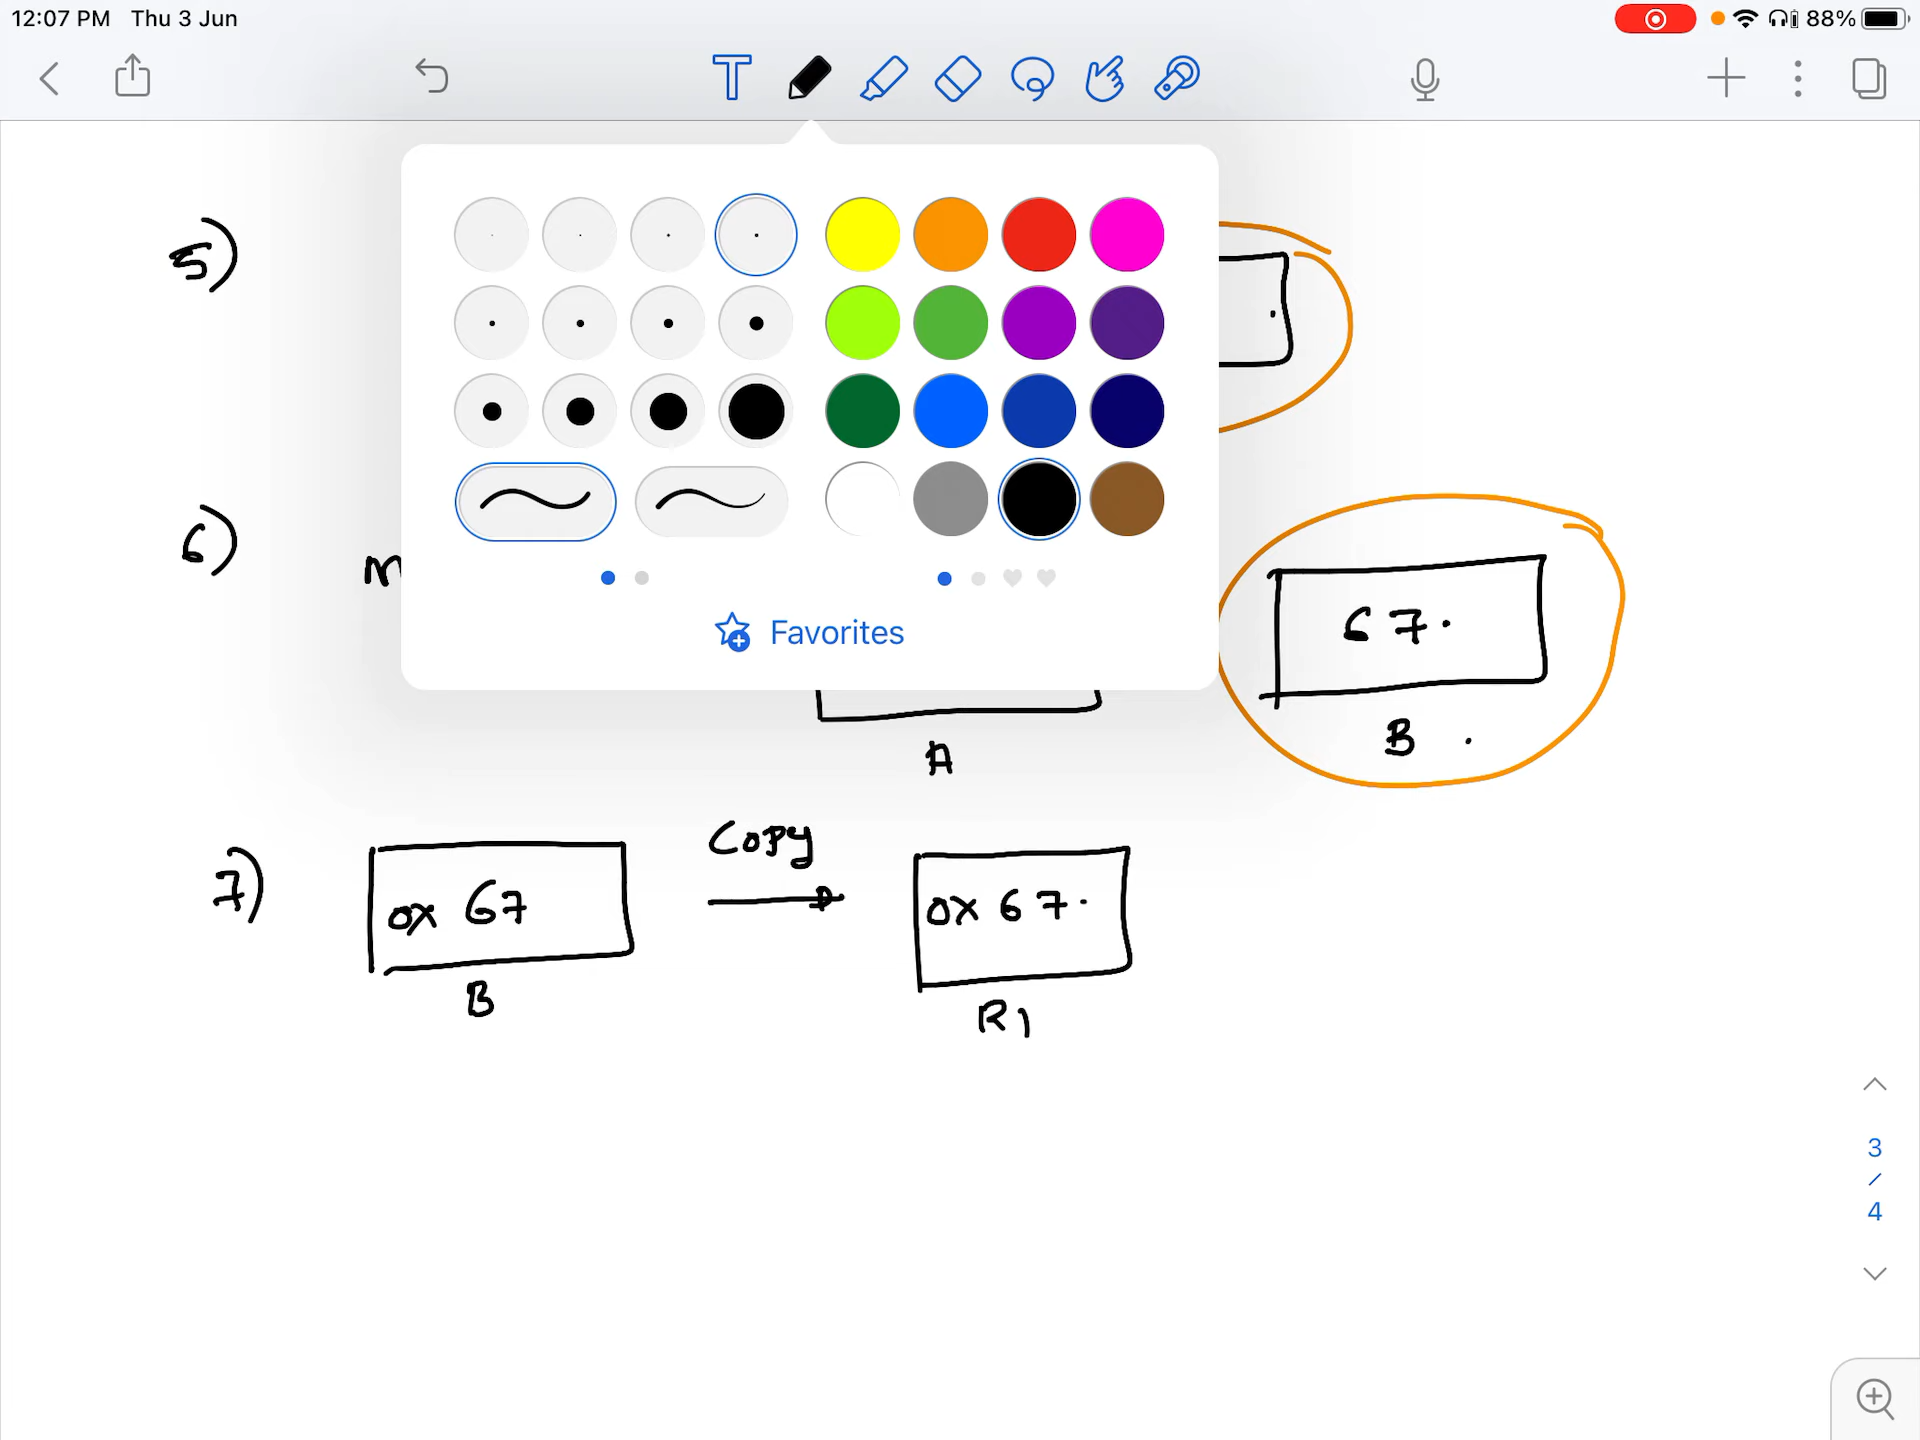 12:07 PM Thu 3 Jun 88%
T
5)
6)
Favorites
67.
B .
A
7)
0x 67
Copy
0x 67.
B
R1
3
/
4